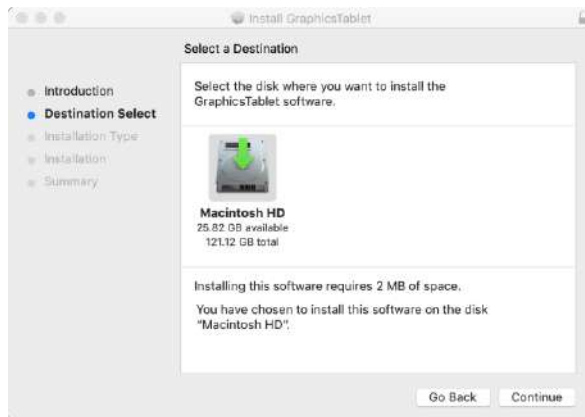 Install GraphicsTablet
Select a Destination
Introduction
Destination Select
Installation Type
Installation
Summary
Select the disk where you want to install the
GraphicsTablet software.
Macintosh HD
25.82 GB available
121.12 GB total
Installing this software requires 2 MB of space.
You have chosen to install this software on the disk
“Macintosh HD”.
Go Back
Continue